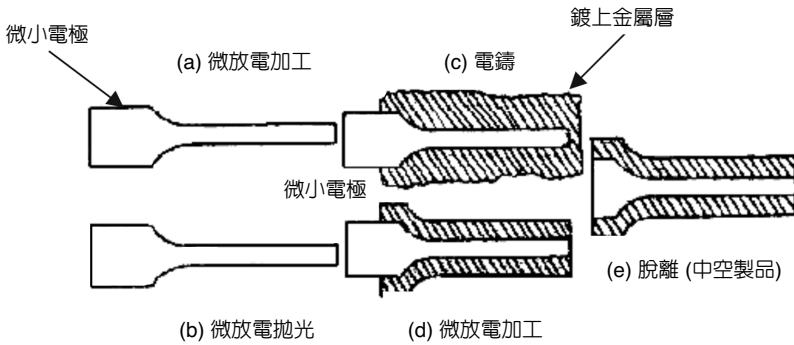 微小電極
(a) 微放電加工
(c) 電鑄
鍍上金屬層
微小電極
(e) 脫離 (中空製品)
(b) 微放電拋光
(d) 微放電加工